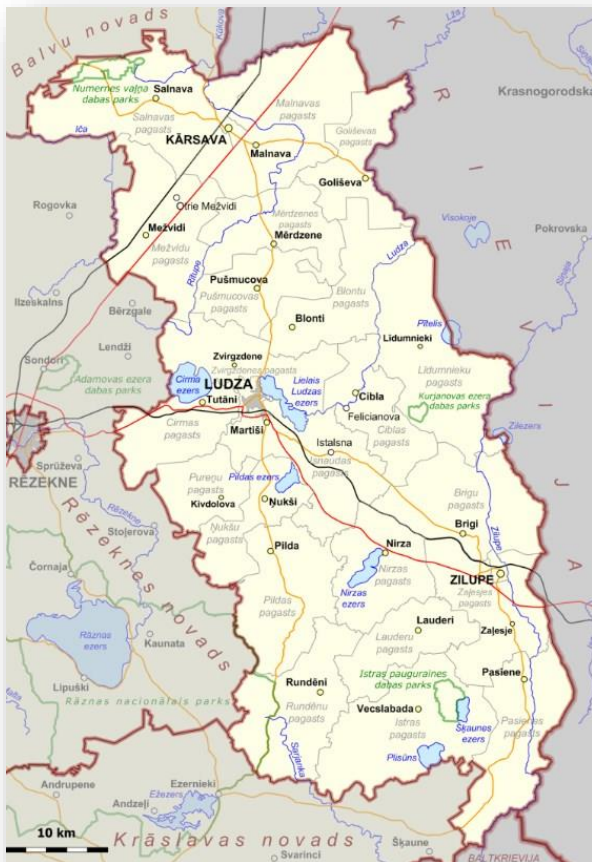 Balvu novads
Kūkova
Numernes vaļņa
dabas parks
Salnava
Salnavas
pagasts
KĀRSAVA
Malnavas
pagasts
Malnava
Goliševas
pagasts
Goliševa
Krasnogorodska
KRIEVIJA
Iča
Otrie Mežvidi
Mežvidi
Mežvidu
pagasts
Rogovka
Mērdzenes
pagasts
Mērdzene
Ludza
Visokoje
Pokrovska
Siņaja
Rītupe
Pušmucova
Pušmucovas
pagasts
Blontu
pagasts
Blonti
Ilzeskalns
Bērzgale
Pītelis
Lidumnieki
Lidumnieku
pagasts
Lendži
Sondori
Adamovas ezera
dabas parks
Zvirgzdene
Zvirgzdenes pagasts
Cirma
ezers
LUDZA
Lielais
Ludzas
ezers
Tutāni
Cibla
Felicianova
Kurjanovas ezera
dabas parks
Cirmas
pagasts
Martiši
Ciblas
pagasts
Istalsna
Isnaudas
pagasts
Zilezers
Sprūževa
RĒZEKNE
Rēzekne
Pureņu
pagasts
Pildas ezers
Kivdolova
Ņukši
Ņukšu
pagasts
Brigu
pagasts
Brigi
Zilupe
Stoļerova
Rēzeknes novads
Pilda
Nirza
Nirzas
pagasts
ZILUPE
Zaļesjes
pagasts
Čornaja
Nirzas
ezers
Pildas
pagasts
Rāznas
ezers
Kaunata
Lauderi
Lauderu
pagasts
Zaļesje
Lipuški
Rāznas nacionālais parks
Istras pauguraines
dabas parks
Pasiene
Rundēni
Rundēnu
pagasts
Vecslabada
Istras
pagasts
Šķaunes
ezers
Pasienes
pagasts
Plisūns
Sarjanka
Andrupene
Ezernieki
Andzeļi
Ežezers
10 km
Krāslavas novads
Svarinci
Šķaune
BALTKRIEVIJA